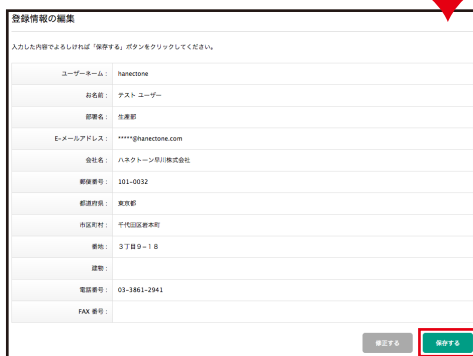 登録情報の編集
入力した内容でよろしければ「保存する」ボタンをクリックしてください。
ユーザーネーム： hanectone
お名前： テスト ユーザー
部署名： 生産部
E-メールアドレス： *****@hanectone.com
会社名： ハネクトーン早川株式会社
郵便番号： 101-0032
都道府県： 東京都
市区町村： 千代田区岩本町
番地： ３丁目９−１８
建物：
電話番号： 03-3861-2941
FAX 番号：
修正する 保存する